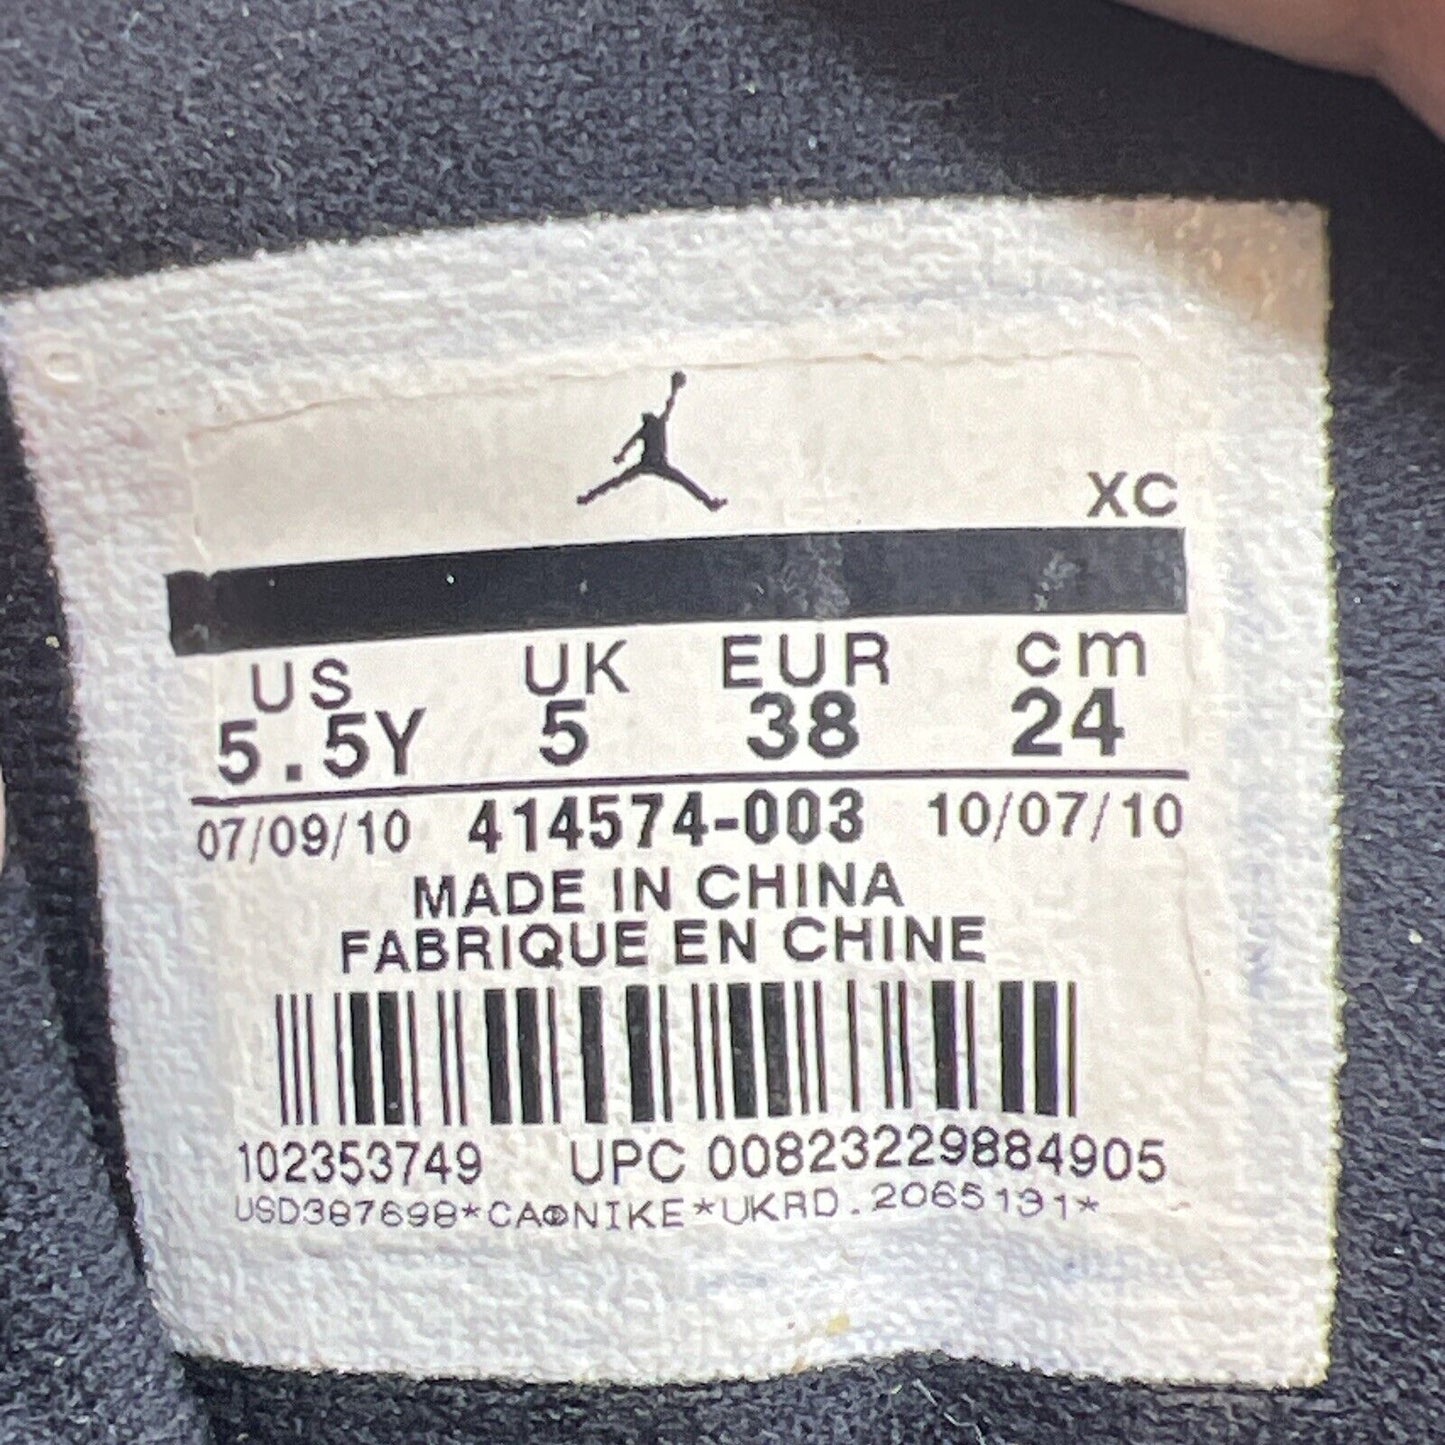 XC
US UK EUR cm
5.5Y 5 38 24
07/09/10 414574-003 10/07/10
MADE IN CHINA
FABRIQUE EN CHINE
102353749 UPC 00823229884905
USD387698*CA®NIKE*UKRD.2065131*